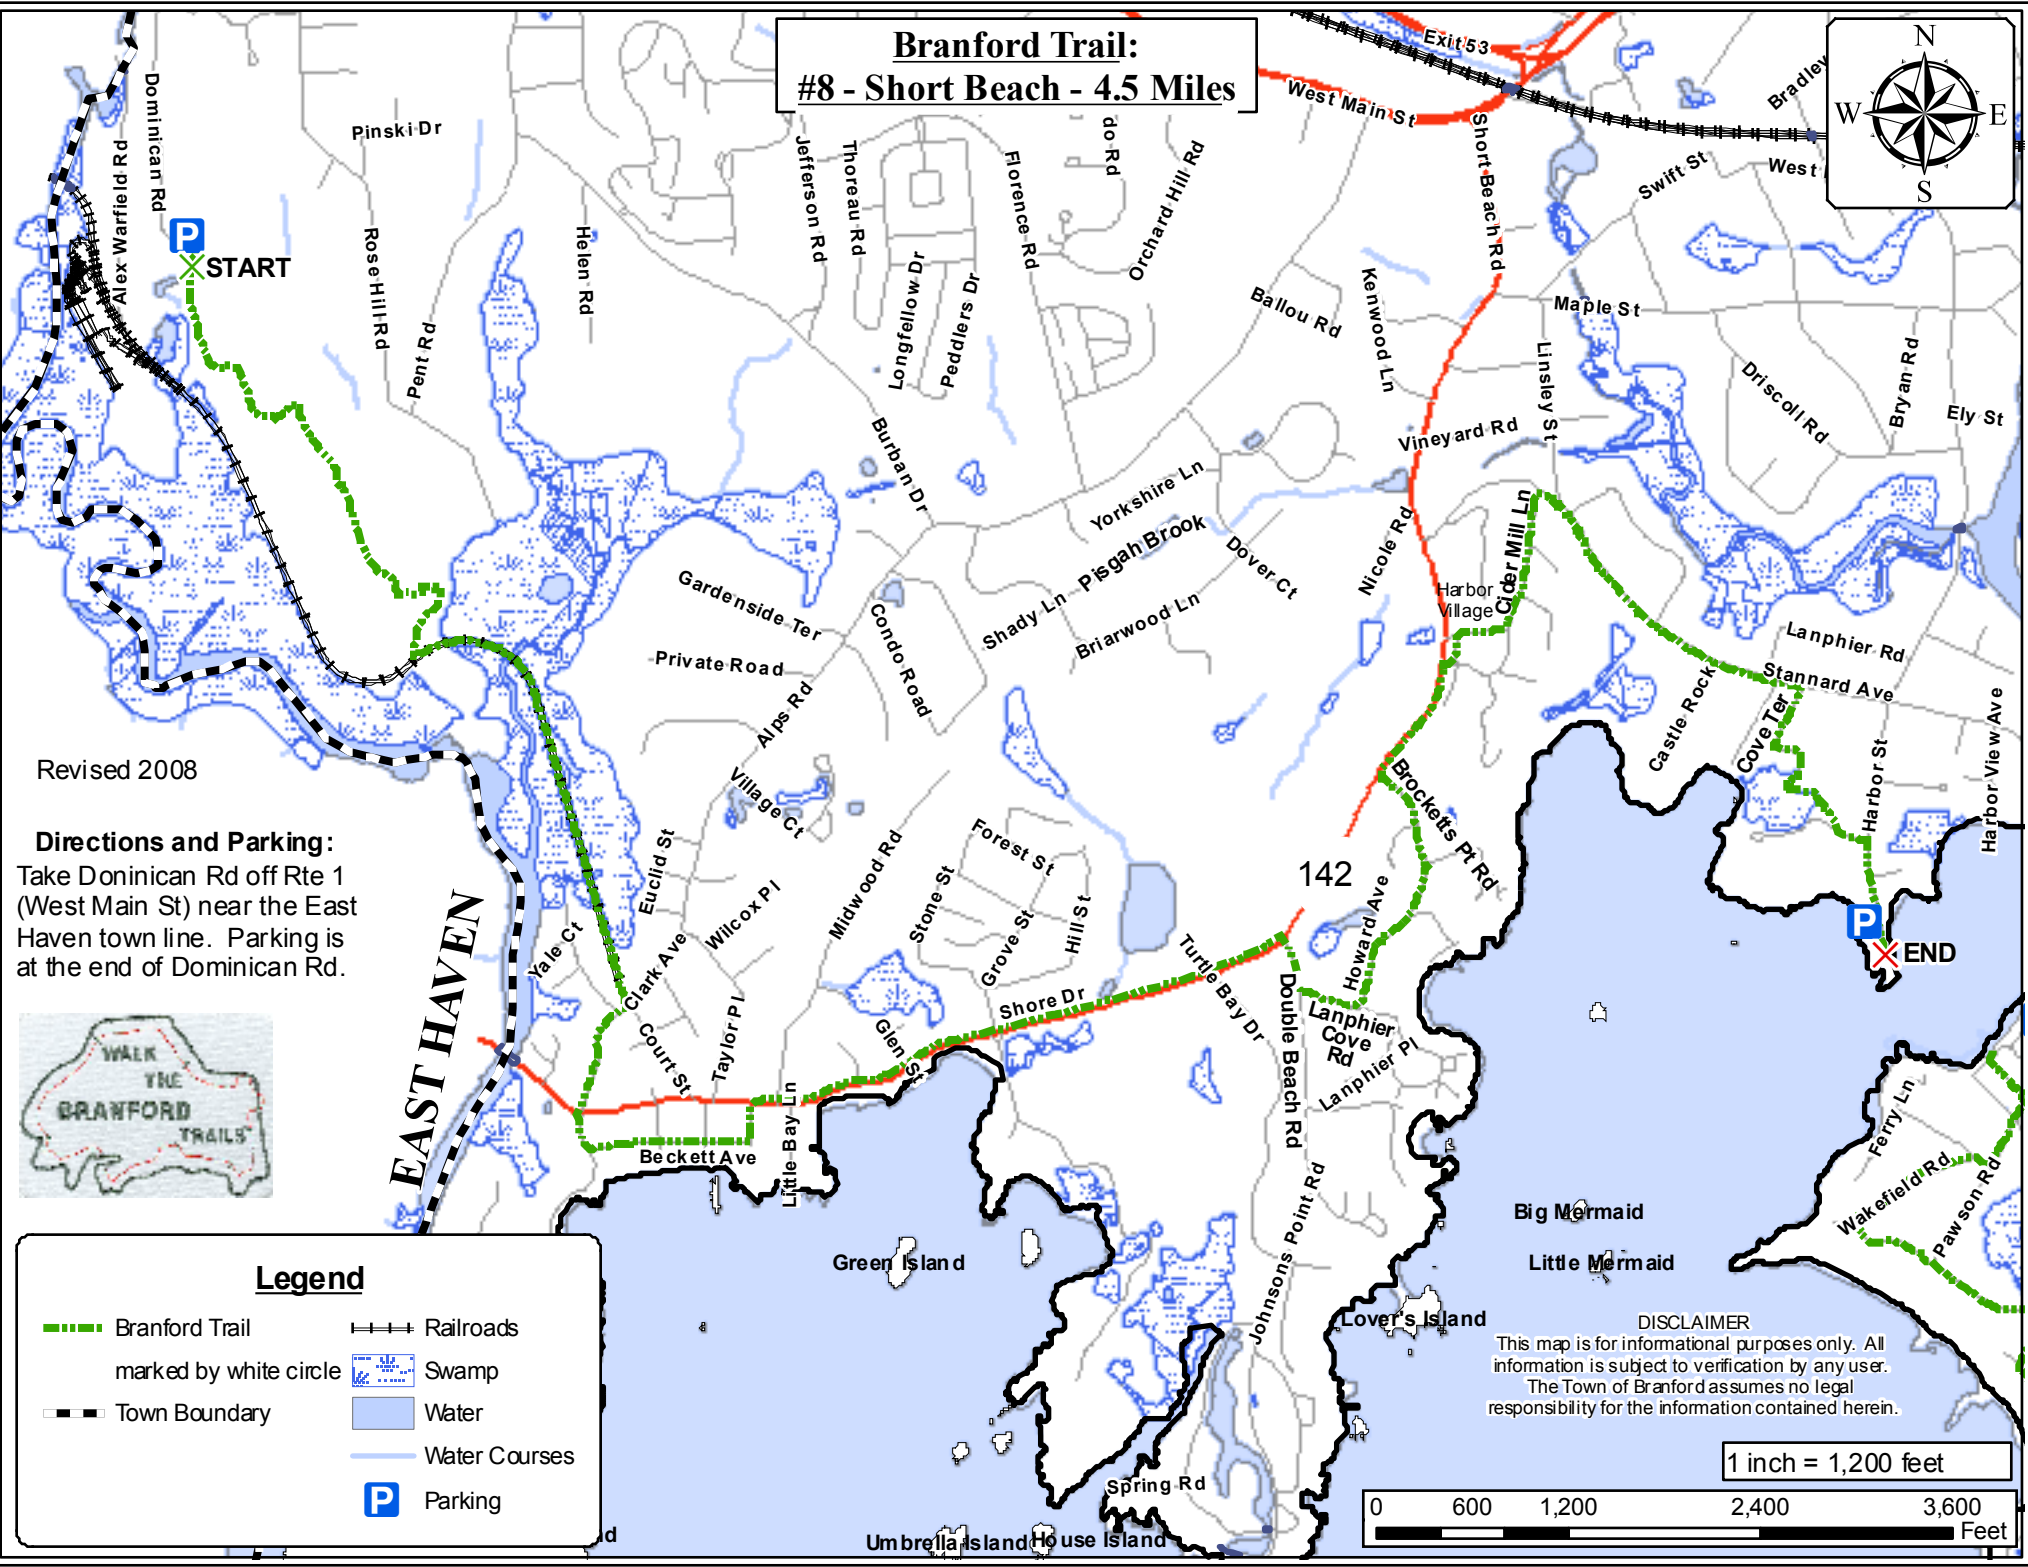 Branford Trail:
#8 - Short Beach - 4.5 Miles
N
W
E
S
Exit 53
West Main St
Bradley
West
Short Beach Rd
Swift St
Dominican Rd
Alex Warfield Rd
Pinski Dr
Rose Hill Rd
Pent Rd
Helen Rd
Jefferson Rd
Thoreau Rd
Longfellow Dr
Peddlers Dr
Florence Rd
do Rd
Orchard Hill Rd
Ballou Rd
Kenwood Ln
Maple St
Linsley St
Driscoll Rd
Bryan Rd
Ely St
P
START
Vineyard Rd
Burban Dr
Yorkshire Ln
Pisgah Brook
Dover Ct
Nicole Rd
Cider Mill Ln
Harbor
Village
Gardenside Ter
Private Road
Condo Road
Shady Ln
Briarwood Ln
Alps Rd
Lanphier Rd
Stannard Ave
Castle Rock
Cove Ter
Harbor St
Harbor View Ave
Revised 2008
Directions and Parking:
Take Doninican Rd off Rte 1
(West Main St) near the East
Haven town line. Parking is
at the end of Dominican Rd.
Village Ct
Euclid St
Wilcox Pl
Midwood Rd
Forest St
Stone St
Grove St
Hill St
Brocketts Pt Rd
142
Howard Ave
P
END
EAST HAVEN
Yale Ct
Clark Ave
Court St
Taylor Pl
Glen St
Shore Dr
Turtle Bay Dr
Double Beach Rd
Lanphier
Cove
Rd
Lanphier Pl
WALK
THE
BRANFORD
TRAILS
Beckett Ave
Little Bay Ln
Johnsons Point Rd
Ferry Ln
Wakefield Rd
Pawson Rd
Green Island
Big Mermaid
Little Mermaid
Lover's Island
Spring Rd
Umbrella Island
House Island
nd
Legend
Branford Trail
marked by white circle
Town Boundary
Railroads
Swamp
Water
Water Courses
P
Parking
DISCLAIMER
This map is for informational purposes only. All
information is subject to verification by any user.
The Town of Branford assumes no legal
responsibility for the information contained herein.
1 inch = 1,200 feet
0 600 1,200 2,400 3,600
Feet